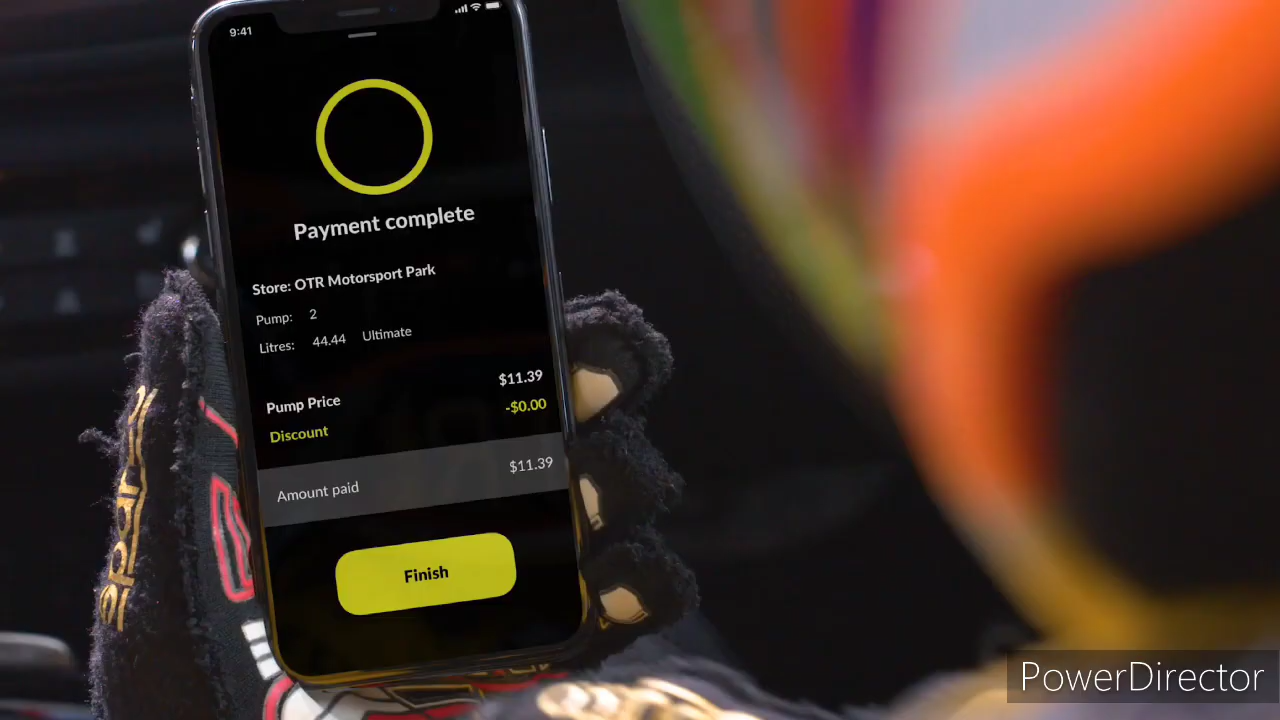 9:41
Payment complete
Store: OTR Motorsport Park
Pump: 2
Litres: 44.44 Ultimate
Pump Price $11.39
Discount -$0.00
Amount paid $11.39
Finish
PowerDirector